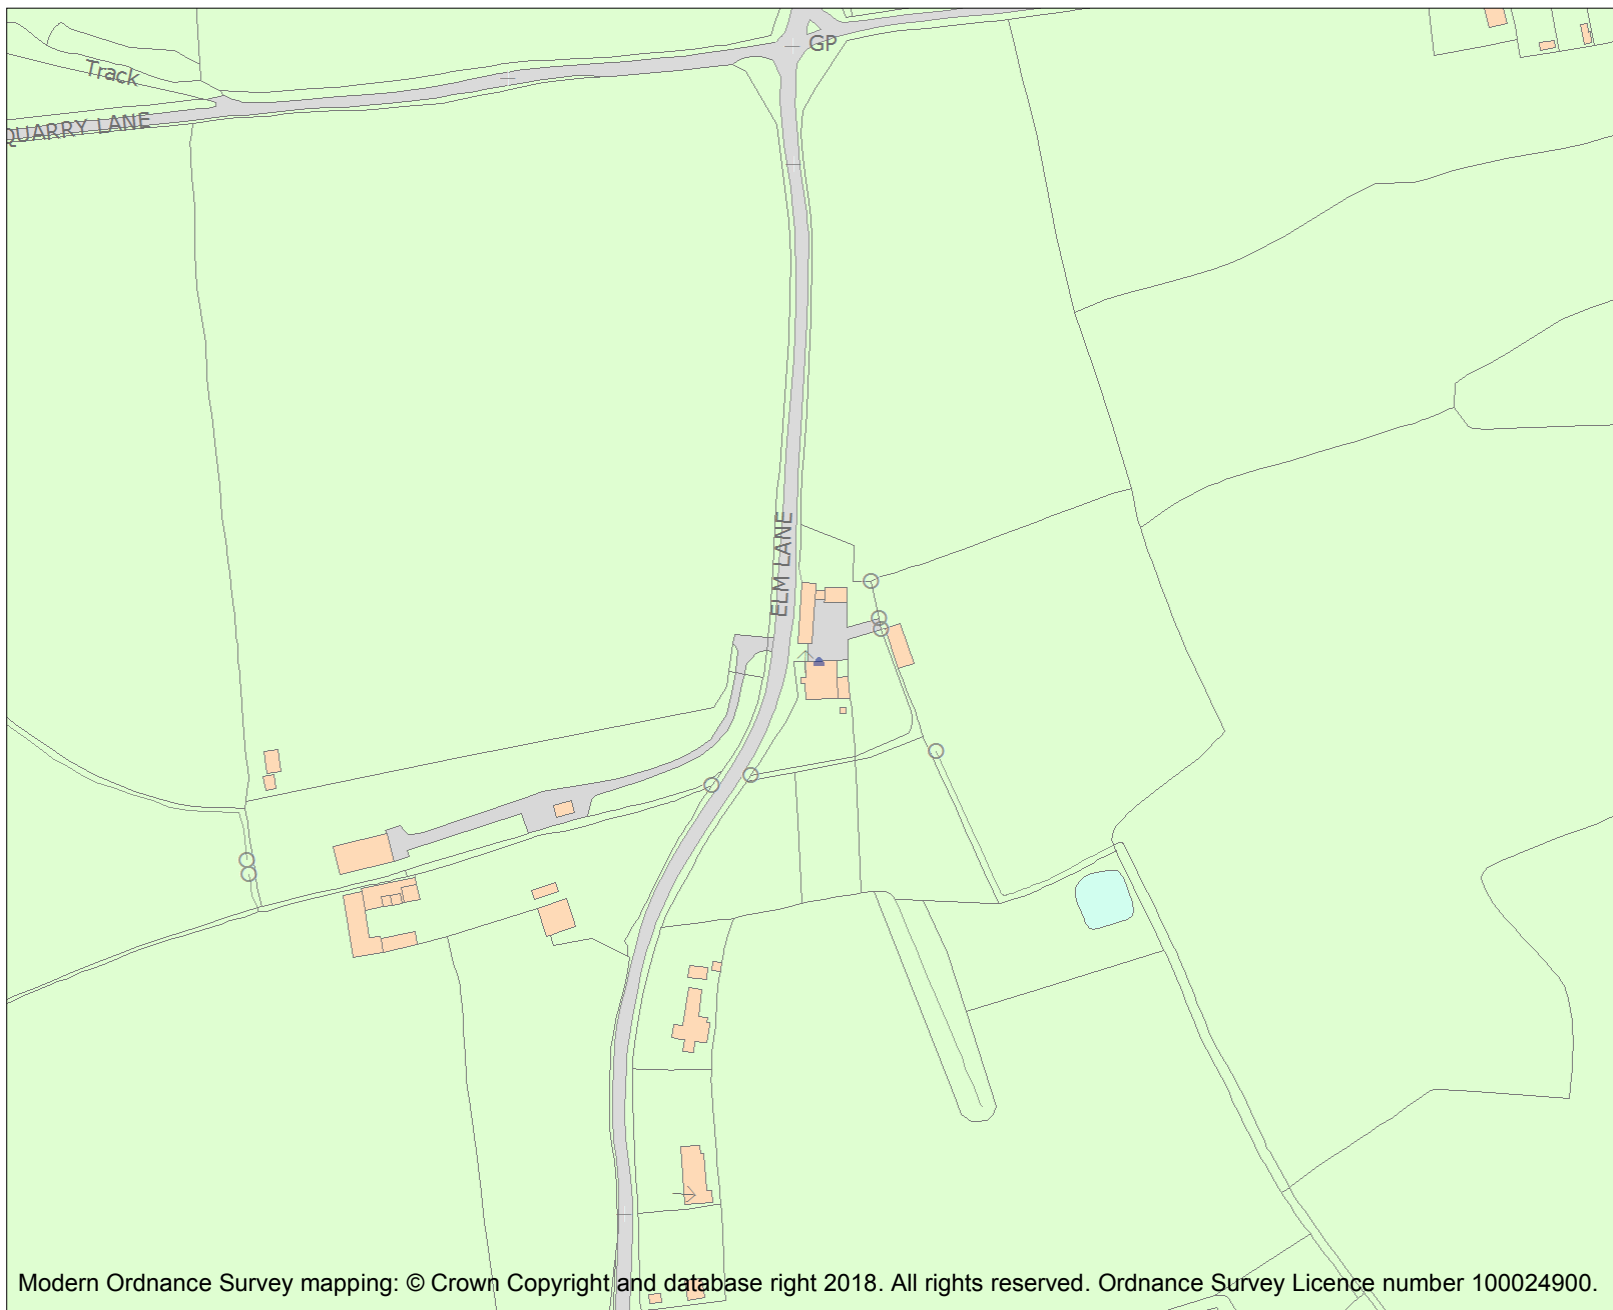 GP
Track
QUARRY LANE
ELM LANE
Modern Ordnance Survey mapping: © Crown Copyright and database right 2018. All rights reserved. Ordnance Survey Licence number 100024900.